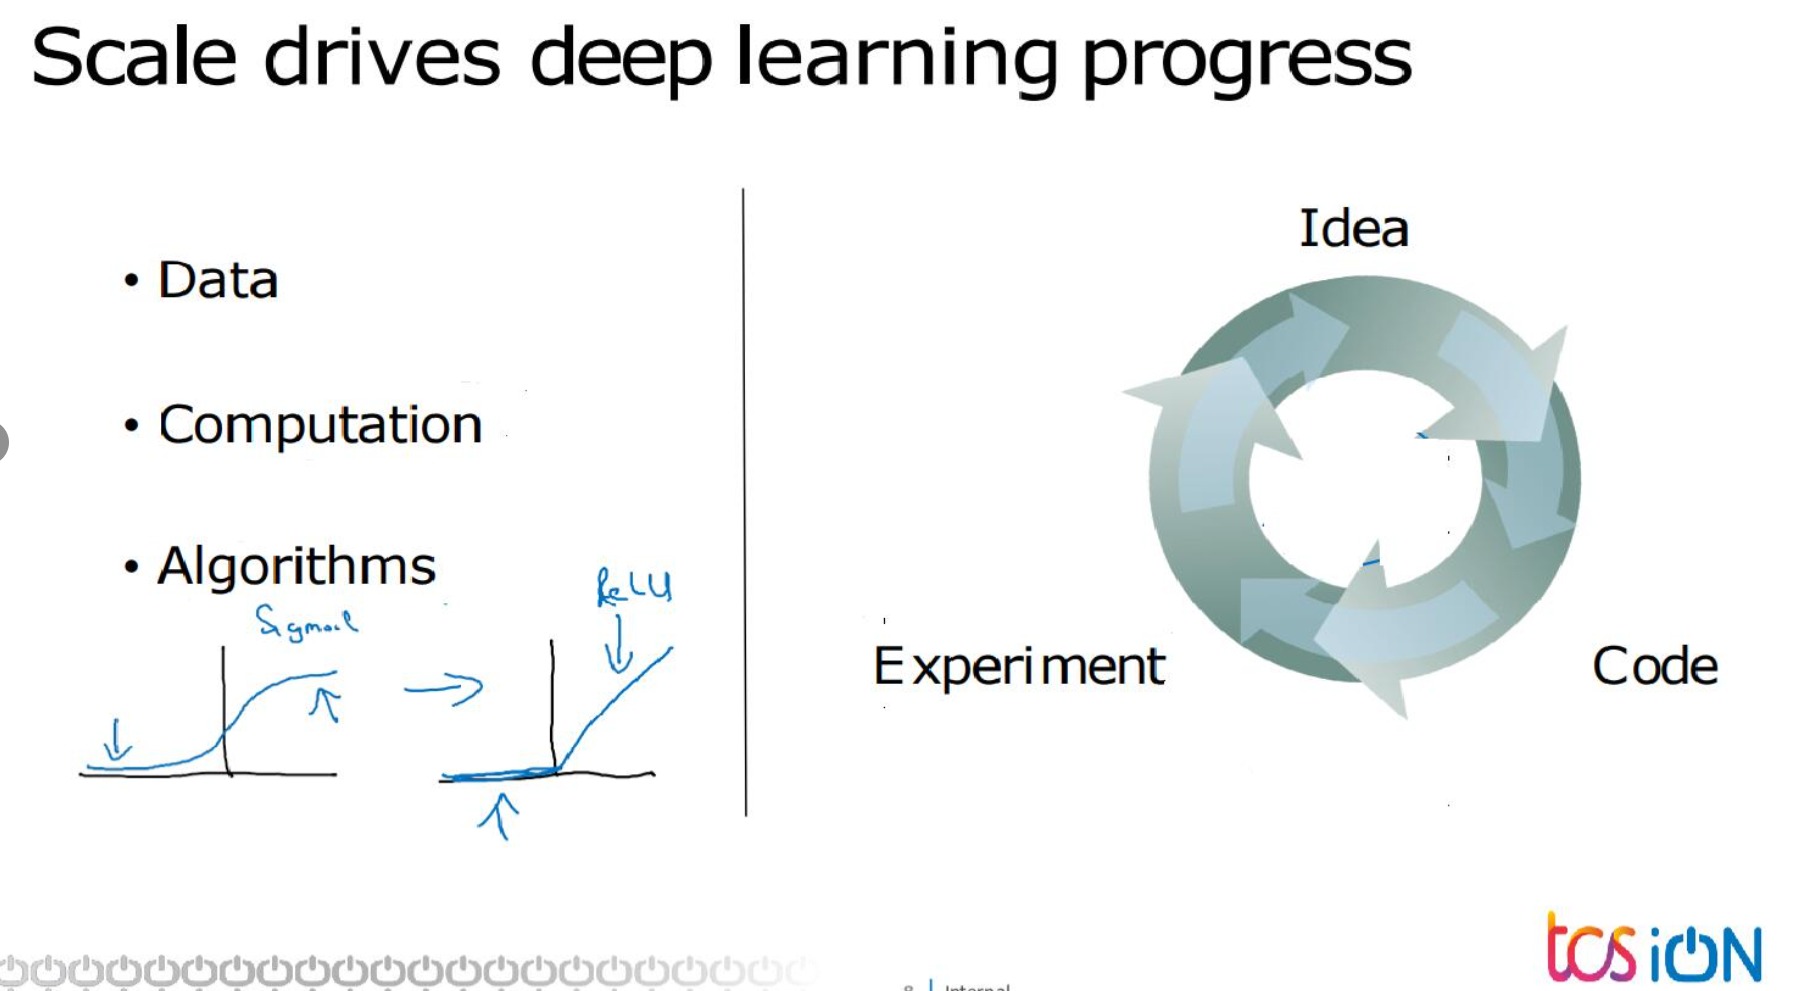 Scale drives deep learning progress
• Data
• Computation
• Algorithms
Sigmoid
ReLU
Idea
Experiment
Code
tcs iON
8 | Internal